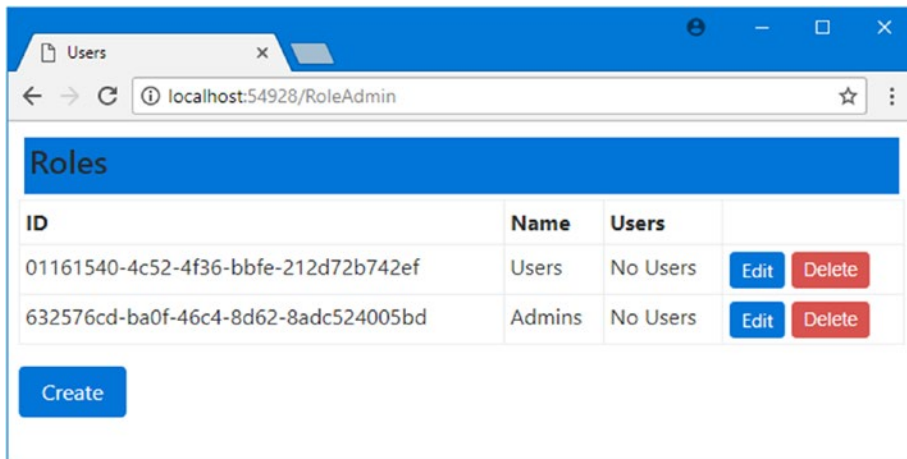 Users
localhost:54928/RoleAdmin
Roles
ID Name Users
01161540-4c52-4f36-bbfe-212d72b742ef Users No Users Edit Delete
632576cd-ba0f-46c4-8d62-8adc524005bd Admins No Users Edit Delete
Create